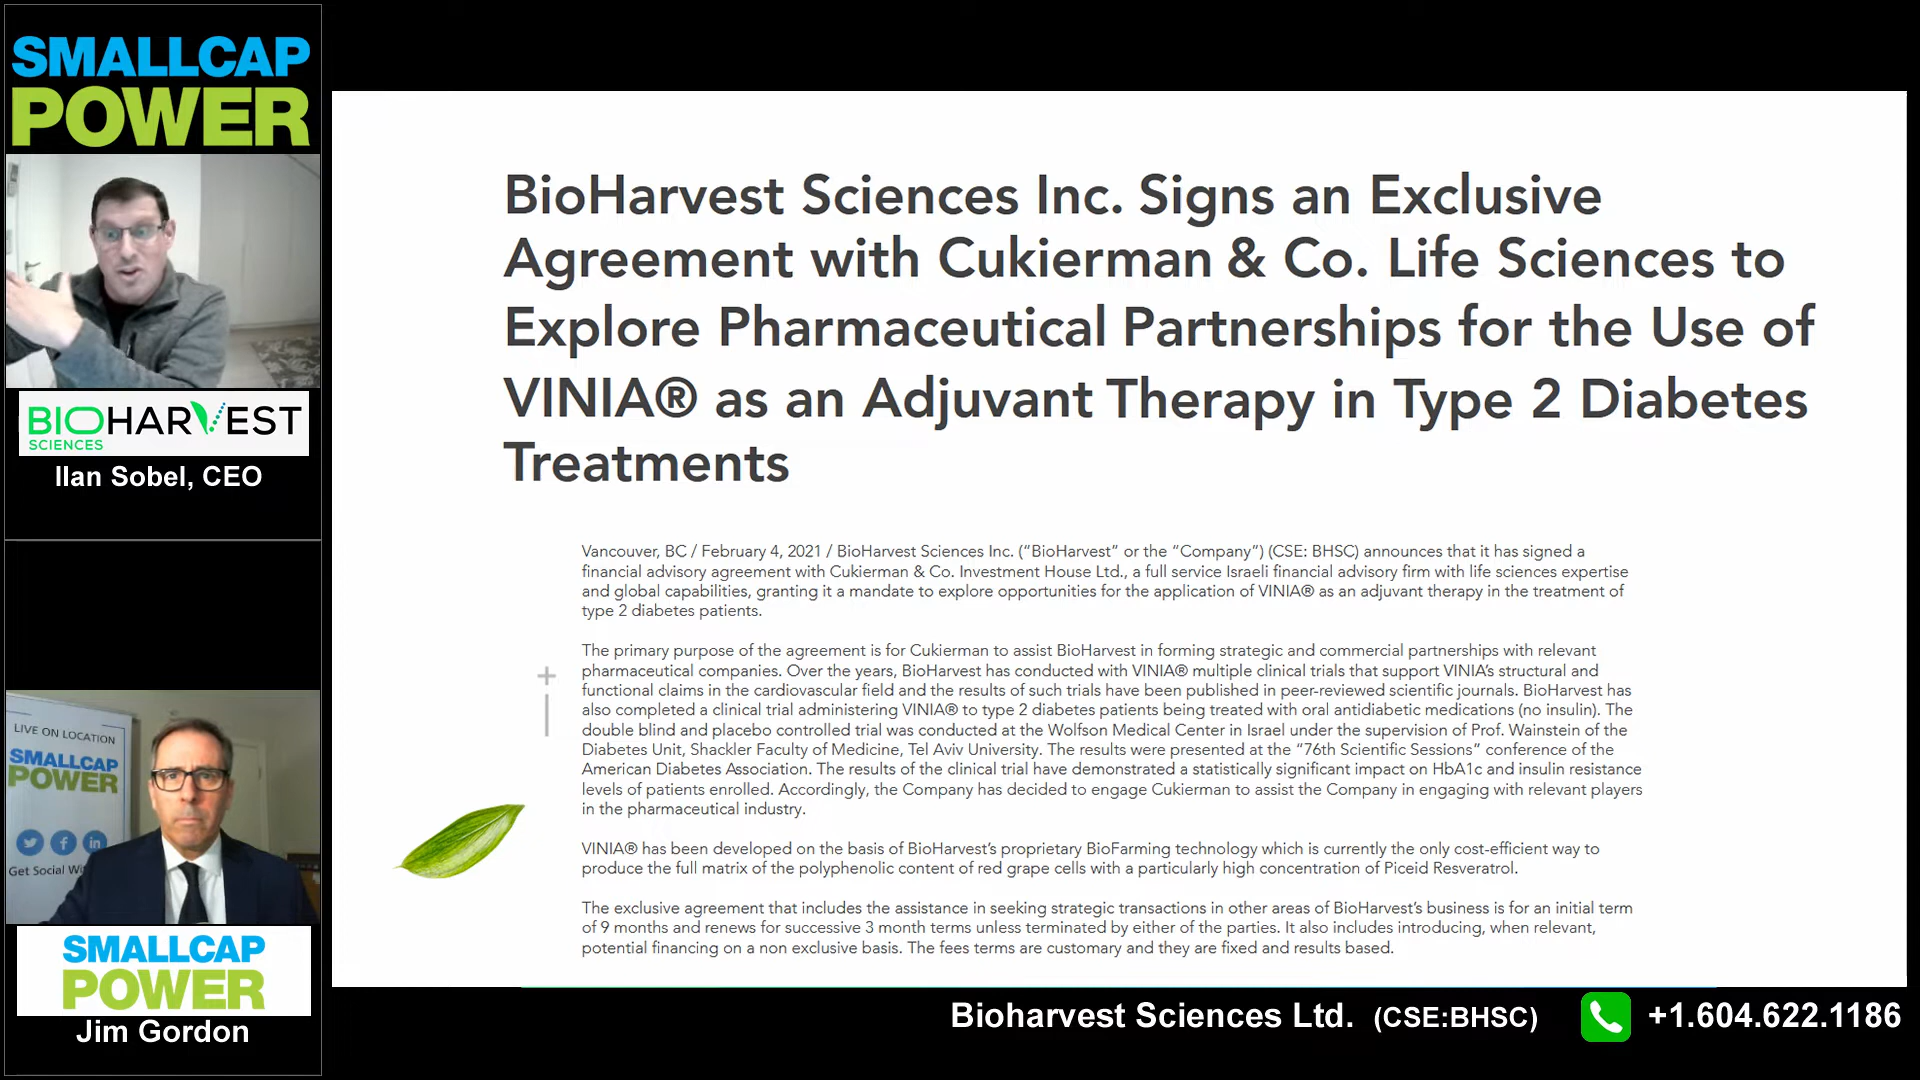 SMALLCAP
POWER
BIOHARVEST
SCIENCES
Ilan Sobel, CEO
LIVE ON LOCATION
SMALLCAP
POWER
Get Social Wi
SMALLCAP
POWER
Jim Gordon
BioHarvest Sciences Inc. Signs an Exclusive
Agreement with Cukierman & Co. Life Sciences to
Explore Pharmaceutical Partnerships for the Use of
VINIA® as an Adjuvant Therapy in Type 2 Diabetes
Treatments
Vancouver, BC / February 4, 2021 / BioHarvest Sciences Inc. (“BioHarvest” or the “Company”) (CSE: BHSC) announces that it has signed a
financial advisory agreement with Cukierman & Co. Investment House Ltd., a full service Israeli financial advisory firm with life sciences expertise
and global capabilities, granting it a mandate to explore opportunities for the application of VINIA® as an adjuvant therapy in the treatment of
type 2 diabetes patients.
The primary purpose of the agreement is for Cukierman to assist BioHarvest in forming strategic and commercial partnerships with relevant
pharmaceutical companies. Over the years, BioHarvest has conducted with VINIA® multiple clinical trials that support VINIA’s structural and
functional claims in the cardiovascular field and the results of such trials have been published in peer-reviewed scientific journals. BioHarvest has
also completed a clinical trial administering VINIA® to type 2 diabetes patients being treated with oral antidiabetic medications (no insulin). The
double blind and placebo controlled trial was conducted at the Wolfson Medical Center in Israel under the supervision of Prof. Wainstein of the
Diabetes Unit, Shackler Faculty of Medicine, Tel Aviv University. The results were presented at the “76th Scientific Sessions” conference of the
American Diabetes Association. The results of the clinical trial have demonstrated a statistically significant impact on HbA1c and insulin resistance
levels of patients enrolled. Accordingly, the Company has decided to engage Cukierman to assist the Company in engaging with relevant players
in the pharmaceutical industry.
VINIA® has been developed on the basis of BioHarvest’s proprietary BioFarming technology which is currently the only cost-efficient way to
produce the full matrix of the polyphenolic content of red grape cells with a particularly high concentration of Piceid Resveratrol.
The exclusive agreement that includes the assistance in seeking strategic transactions in other areas of BioHarvest’s business is for an initial term
of 9 months and renews for successive 3 month terms unless terminated by either of the parties. It also includes introducing, when relevant,
potential financing on a non exclusive basis. The fees terms are customary and they are fixed and results based.
Bioharvest Sciences Ltd. (CSE:BHSC) +1.604.622.1186